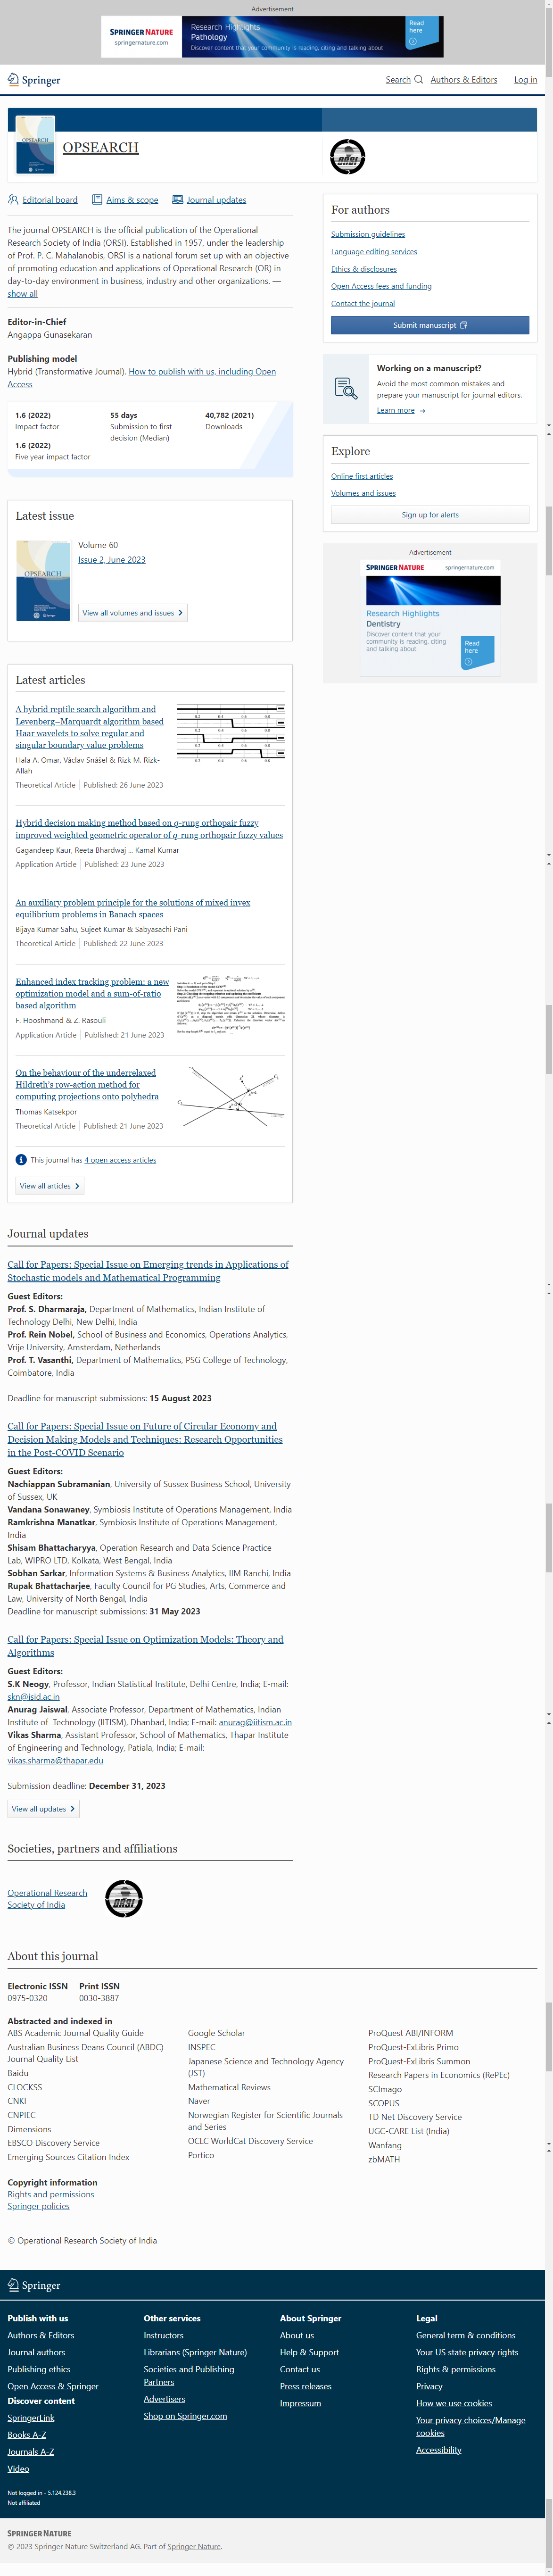 Advertisement
SPRINGER NATURE
springernature.com
Research Highlights
Pathology
Discover content that your community is reading, citing and talking about
Read
here
Springer
Search
Authors & Editors
Log in
OPSEARCH
OPSEARCH
ORSI
Editorial board
Aims & scope
Journal updates
The journal OPSEARCH is the official publication of the Operational
Research Society of India (ORSI). Established in 1957, under the leadership
of Prof. P. C. Mahalanobis, ORSI is a national forum set up with an objective
of promoting education and applications of Operational Research (OR) in
day-to-day environment in business, industry and other organizations. —
show all
Editor-in-Chief
Angappa Gunasekaran
Publishing model
Hybrid (Transformative Journal). How to publish with us, including Open
Access
1.6 (2022)
Impact factor
1.6 (2022)
Five year impact factor
55 days
Submission to first
decision (Median)
40,782 (2021)
Downloads
For authors
Submission guidelines
Language editing services
Ethics & disclosures
Open Access fees and funding
Contact the journal
Submit manuscript
Working on a manuscript?
Avoid the most common mistakes and
prepare your manuscript for journal editors.
Learn more →
Explore
Online first articles
Volumes and issues
Sign up for alerts
Advertisement
SPRINGER NATURE
springernature.com
Research Highlights
Dentistry
Discover content that your
community is reading, citing
and talking about
Read
here
Latest issue
OPSEARCH
Volume 60
Issue 2, June 2023
View all volumes and issues
Latest articles
A hybrid reptile search algorithm and
Levenberg–Marquardt algorithm based
Haar wavelets to solve regular and
singular boundary value problems
Hala A. Omar, Václav Snášel & Rizk M. Rizk-
Allah
Theoretical Article
Published: 26 June 2023
0.2 0.4 0.6 0.8
0.2 0.4 0.6 0.8
0.2 0.4 0.6 0.8
Hybrid decision making method based on q-rung orthopair fuzzy
improved weighted geometric operator of q-rung orthopair fuzzy values
Gagandeep Kaur, Reeta Bhardwaj ... Kamal Kumar
Application Article
Published: 23 June 2023
An auxiliary problem principle for the solutions of mixed invex
equilibrium problems in Banach spaces
Bijaya Kumar Sahu, Sujeet Kumar & Sabyasachi Pani
Theoretical Article
Published: 22 June 2023
Enhanced index tracking problem: a new
optimization model and a sum-of-ratio
based algorithm
F. Hooshmand & Z. Rasouli
Application Article
Published: 21 June 2023
On the behaviour of the underrelaxed
Hildreth's row-action method for
computing projections onto polyhedra
Thomas Katsekpor
Theoretical Article
Published: 21 June 2023
This journal has 4 open access articles
View all articles
Journal updates
Call for Papers: Special Issue on Emerging trends in Applications of
Stochastic models and Mathematical Programming
Guest Editors:
Prof. S. Dharmaraja, Department of Mathematics, Indian Institute of
Technology Delhi, New Delhi, India
Prof. Rein Nobel, School of Business and Economics, Operations Analytics,
Vrije University, Amsterdam, Netherlands
Prof. T. Vasanthi, Department of Mathematics, PSG College of Technology,
Coimbatore, India
Deadline for manuscript submissions: 15 August 2023
Call for Papers: Special Issue on Future of Circular Economy and
Decision Making Models and Techniques: Research Opportunities
in the Post-COVID Scenario
Guest Editors:
Nachiappan Subramanian, University of Sussex Business School, University
of Sussex, UK
Vandana Sonawaney, Symbiosis Institute of Operations Management, India
Ramkrishna Manatkar, Symbiosis Institute of Operations Management,
India
Shisam Bhattacharyya, Operation Research and Data Science Practice
Lab, WIPRO LTD, Kolkata, West Bengal, India
Sobhan Sarkar, Information Systems & Business Analytics, IIM Ranchi, India
Rupak Bhattacharjee, Faculty Council for PG Studies, Arts, Commerce and
Law, University of North Bengal, India
Deadline for manuscript submissions: 31 May 2023
Call for Papers: Special Issue on Optimization Models: Theory and
Algorithms
Guest Editors:
S.K Neogy, Professor, Indian Statistical Institute, Delhi Centre, India; E-mail:
skn@isid.ac.in
Anurag Jaiswal, Associate Professor, Department of Mathematics, Indian
Institute of Technology (IITISM), Dhanbad, India; E-mail: anurag@iitism.ac.in
Vikas Sharma, Assistant Professor, School of Mathematics, Thapar Institute
of Engineering and Technology, Patiala, India; E-mail:
vikas.sharma@thapar.edu
Submission deadline: December 31, 2023
View all updates
Societies, partners and affiliations
Operational Research
Society of India
ORSI
About this journal
Electronic ISSN
0975-0320
Print ISSN
0030-3887
Abstracted and indexed in
ABS Academic Journal Quality Guide
Australian Business Deans Council (ABDC)
Journal Quality List
Baidu
CLOCKSS
CNKI
CNPIEC
Dimensions
EBSCO Discovery Service
Emerging Sources Citation Index
Google Scholar
INSPEC
Japanese Science and Technology Agency
(JST)
Mathematical Reviews
Naver
Norwegian Register for Scientific Journals
and Series
OCLC WorldCat Discovery Service
Portico
ProQuest ABI/INFORM
ProQuest-ExLibris Primo
ProQuest-ExLibris Summon
Research Papers in Economics (RePEc)
SCImago
SCOPUS
TD Net Discovery Service
UGC-CARE List (India)
Wanfang
zbMATH
Copyright information
Rights and permissions
Springer policies
© Operational Research Society of India
Springer
Publish with us
Authors & Editors
Journal authors
Publishing ethics
Open Access & Springer
Discover content
SpringerLink
Books A-Z
Journals A-Z
Video
Other services
Instructors
Librarians (Springer Nature)
Societies and Publishing
Partners
Advertisers
Shop on Springer.com
About Springer
About us
Help & Support
Contact us
Press releases
Impressum
Legal
General term & conditions
Your US state privacy rights
Rights & permissions
Privacy
How we use cookies
Your privacy choices/Manage
cookies
Accessibility
Not logged in - 5.124.238.3
Not affiliated
SPRINGER NATURE
© 2023 Springer Nature Switzerland AG. Part of Springer Nature.